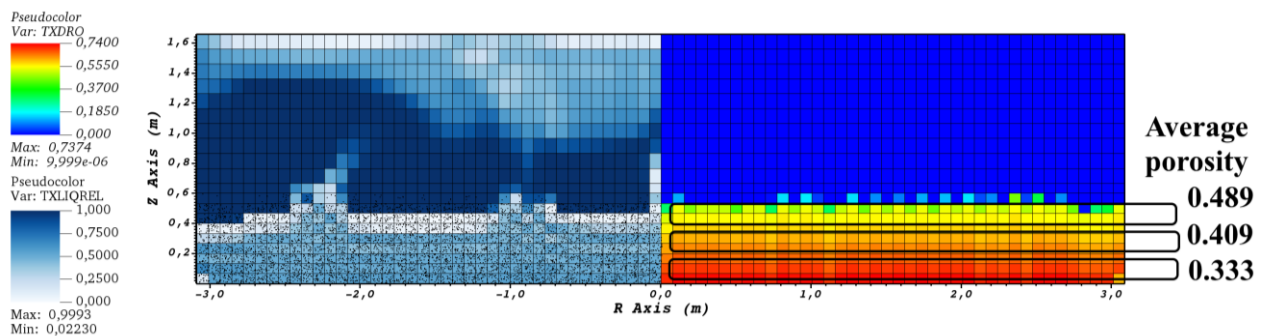 Pseudocolor
Var: TXDRO
0,7400
0,5550
0,3700
0,1850
0,000
Max: 0,7374
Min: 9,999e-06
Pseudocolor
Var: TXLIQREL
1,000
0,7500
0,5000
0,2500
0,000
Max: 0,9993
Min: 0,02230
Z Axis (m)
1,6
1,4
1,2
1,0
0,8
0,6
0,4
0,2
-3,0
-2,0
-1,0
0,0
1,0
2,0
3,0
R Axis (m)
Average
porosity
0.489
0.409
0.333